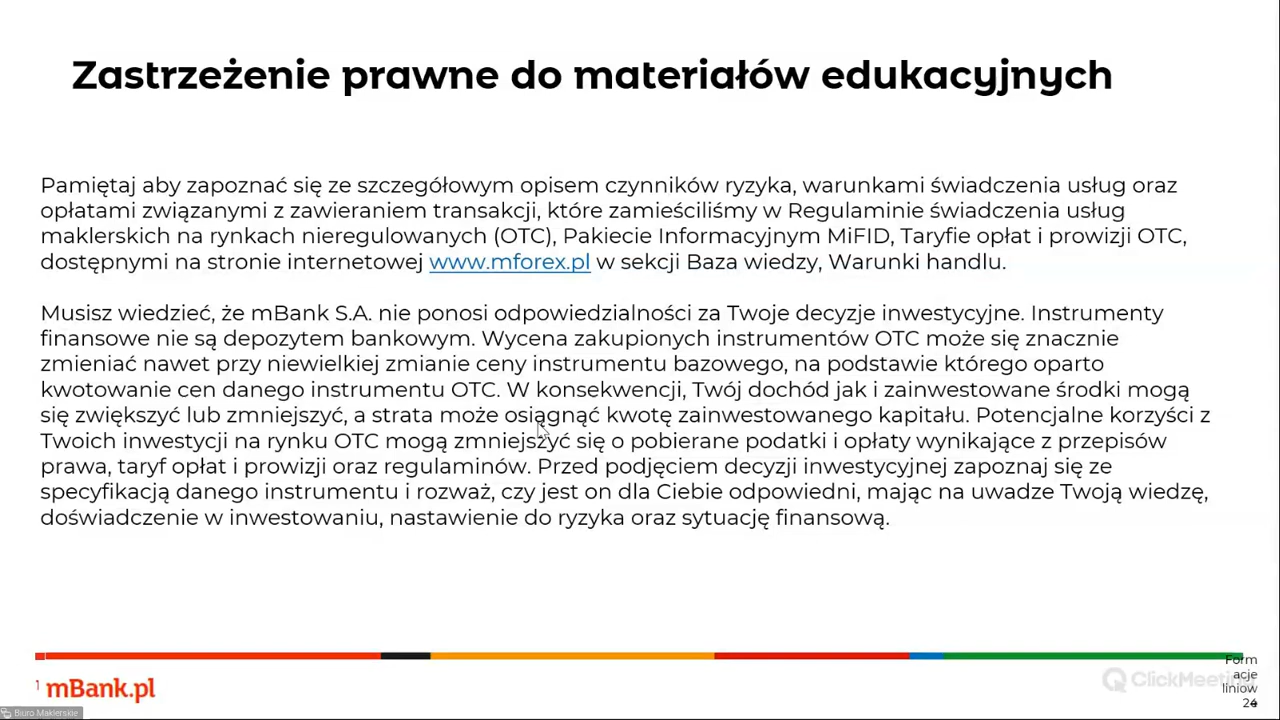 Zastrzeżenie prawne do materiałów edukacyjnych
Pamiętaj aby zapoznać się ze szczegółowym opisem czynników ryzyka, warunkami świadczenia usług oraz
opłatami związanymi z zawieraniem transakcji, które zamieściliśmy w Regulaminie świadczenia usług
maklerskich na rynkach nieregulowanych (OTC), Pakiecie Informacyjnym MiFID, Taryfie opłat i prowizji OTC,
dostępnymi na stronie internetowej www.mforex.pl w sekcji Baza wiedzy, Warunki handlu.
Musisz wiedzieć, że mBank S.A. nie ponosi odpowiedzialności za Twoje decyzje inwestycyjne. Instrumenty
finansowe nie są depozytem bankowym. Wycena zakupionych instrumentów OTC może się znacznie
zmieniać nawet przy niewielkiej zmianie ceny instrumentu bazowego, na podstawie którego oparto
kwotowanie cen danego instrumentu OTC. W konsekwencji, Twój dochód jak i zainwestowane środki mogą
się zwiększyć lub zmniejszyć, a strata może osiągnąć kwotę zainwestowanego kapitału. Potencjalne korzyści z
Twoich inwestycji na rynku OTC mogą zmniejszyć się o pobierane podatki i opłaty wynikające z przepisów
prawa, taryf opłat i prowizji oraz regulaminów. Przed podjęciem decyzji inwestycyjnej zapoznaj się ze
specyfikacją danego instrumentu i rozważ, czy jest on dla Ciebie odpowiedni, mając na uwadze Twoją wiedzę,
doświadczenie w inwestowaniu, nastawienie do ryzyka oraz sytuację finansową.
Form
acje
liniow
1 mBank.pl
ClickMeeting
Biuro Maklerskie